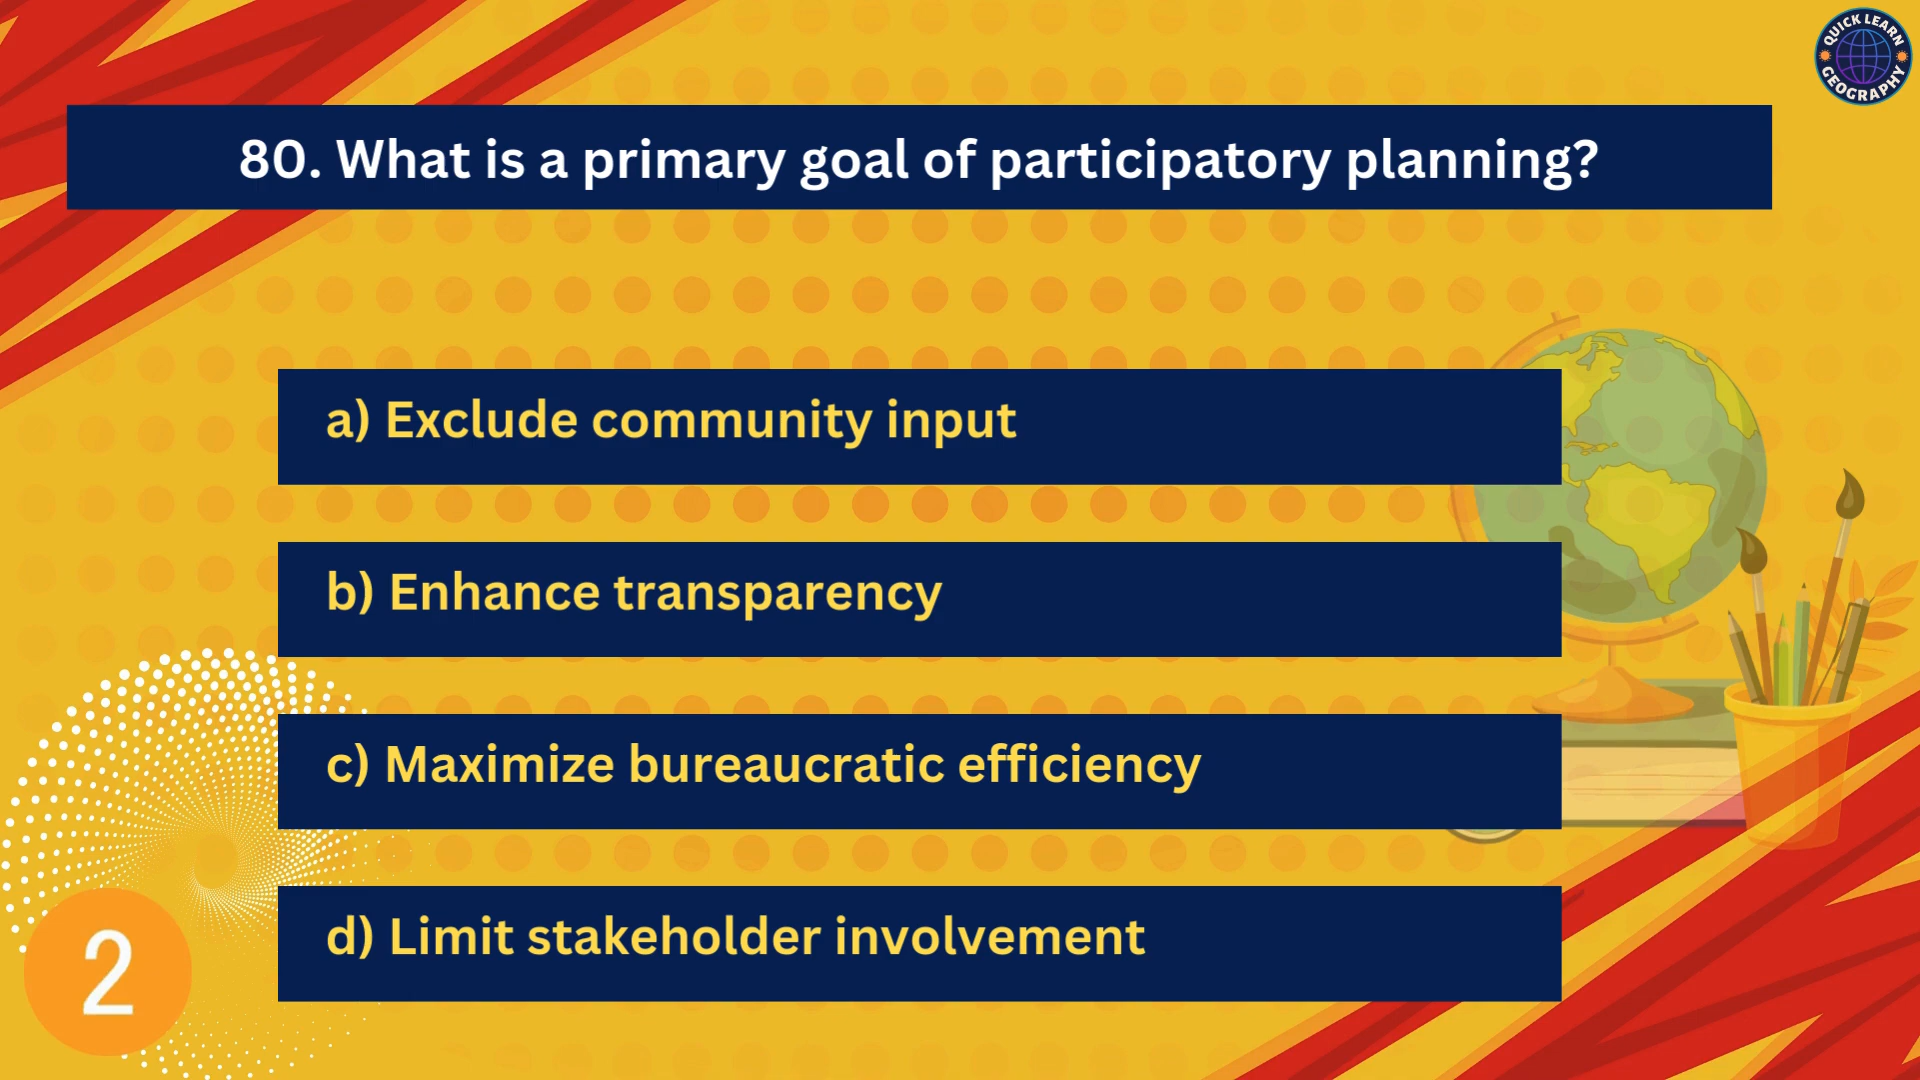 QUICK LEARN
GEOGRAPHY
80. What is a primary goal of participatory planning?
a) Exclude community input
b) Enhance transparency
c) Maximize bureaucratic efficiency
d) Limit stakeholder involvement
2